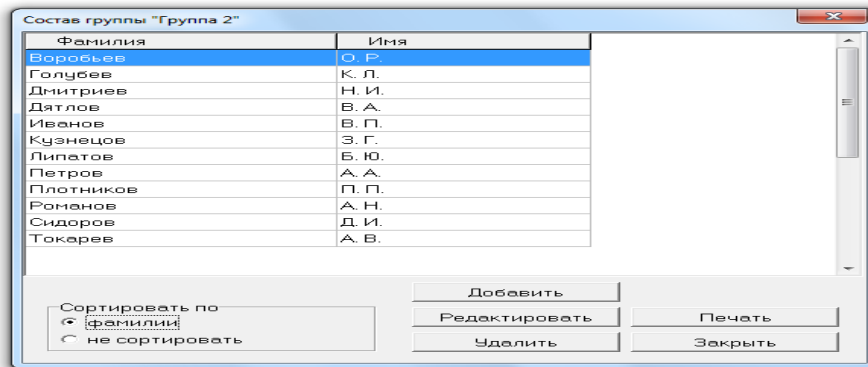 Состав группы "Группа 2"
Фамилия Имя
Воробьев О. Р.
Голубев К. Л.
Дмитриев Н. И.
Дятлов В. А.
Иванов В. П.
Кузнецов З. Г.
Липатов Б. Ю.
Петров А. А.
Плотников П. П.
Романов А. Н.
Сидоров Д. И.
Токарев А. В.
Добавить
Сортировать по
фамилии Редактировать Печать
не сортировать Удалить Закрыть